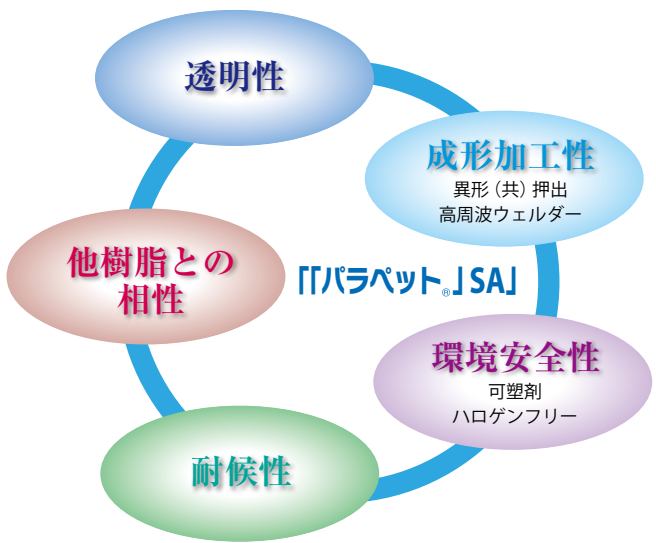 透明性
成形加工性
異形（共）押出
高周波ウェルダー
他樹脂との
相性
「「パラペット®」SA」
環境安全性
可塑剤
ハロゲンフリー
耐候性